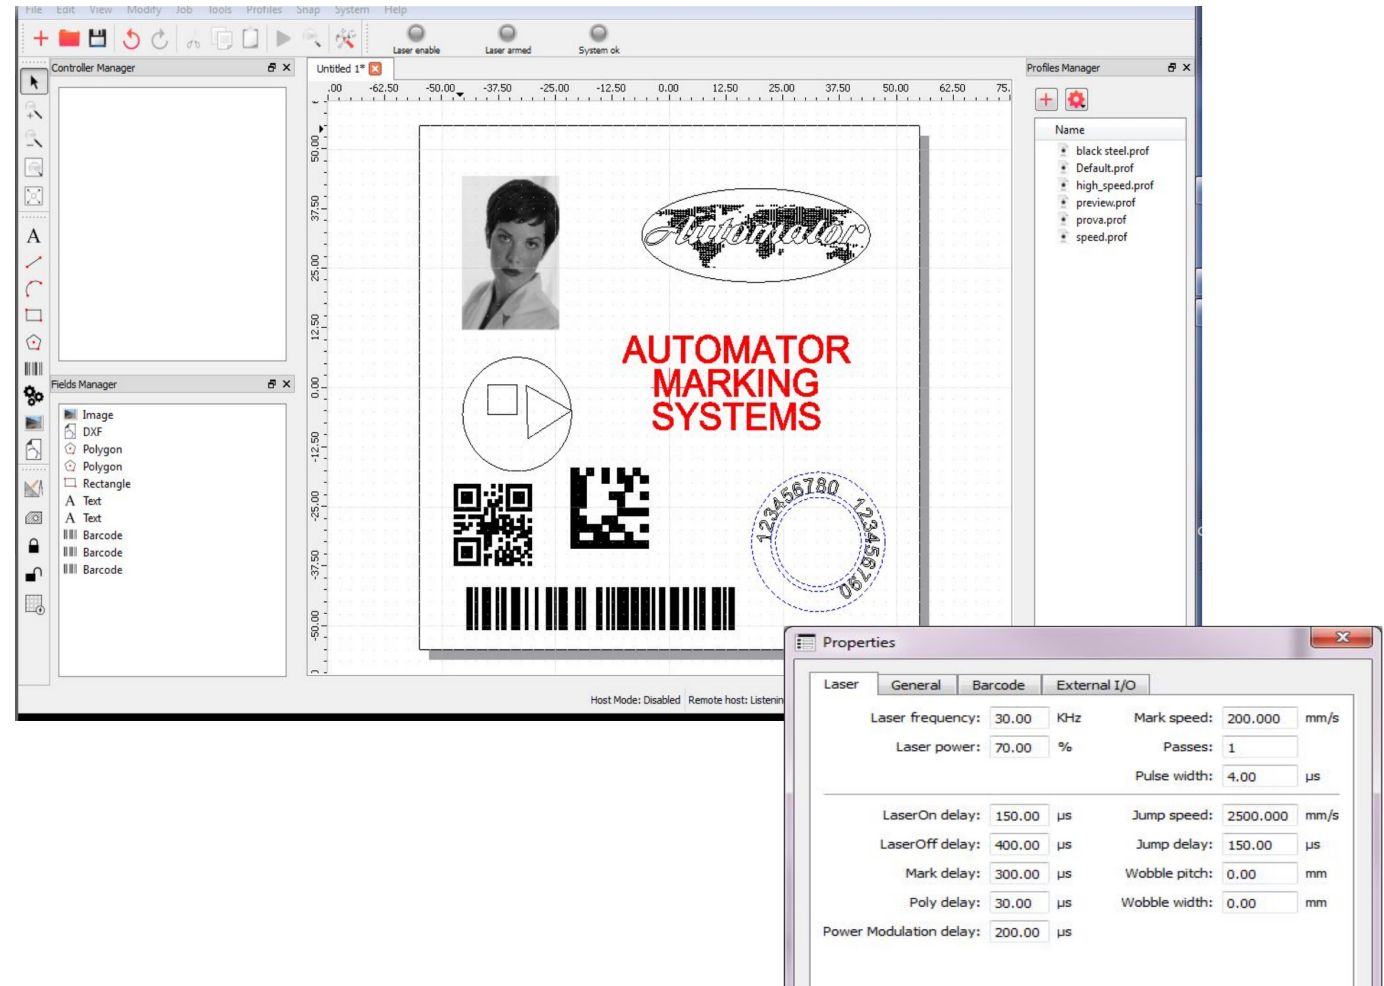 File Edit View Modify Job Tools Profiles Snap System Help
Laser enable Laser armed System ok
Controller Manager
Untitled 1*
Profiles Manager
.00 -62.50 -50.00 -37.50 -25.00 -12.50 0.00 12.50 25.00 37.50 50.00 62.50 75.
Name
black steel.prof
Default.prof
high_speed.prof
preview.prof
prova.prof
speed.prof
50.00
37.50
25.00
12.50
0.00
-12.50
-25.00
-37.50
-50.00
Automator
AUTOMATOR
MARKING
SYSTEMS
123456780
123456790
A
Fields Manager
Image
DXF
Polygon
Polygon
Rectangle
A Text
A Text
Barcode
Barcode
Barcode
Host Mode: Disabled Remote host: Listenin
Properties
Laser General Barcode External I/O
Laser frequency: 30.00 KHz Mark speed: 200.000 mm/s
Laser power: 70.00 % Passes: 1
Pulse width: 4.00 µs
LaserOn delay: 150.00 µs Jump speed: 2500.000 mm/s
LaserOff delay: 400.00 µs Jump delay: 150.00 µs
Mark delay: 300.00 µs Wobble pitch: 0.00 mm
Poly delay: 30.00 µs Wobble width: 0.00 mm
Power Modulation delay: 200.00 µs